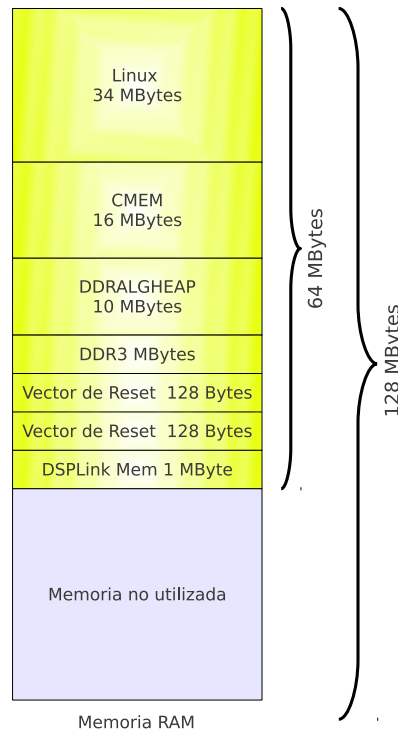 Linux
34 MBytes
CMEM
16 MBytes
DDRALGHEAP
10 MBytes
DDR3 MBytes
Vector de Reset 128 Bytes
Vector de Reset 128 Bytes
DSPLink Mem 1 MByte
Memoria no utilizada
Memoria RAM
64 MBytes
128 MBytes